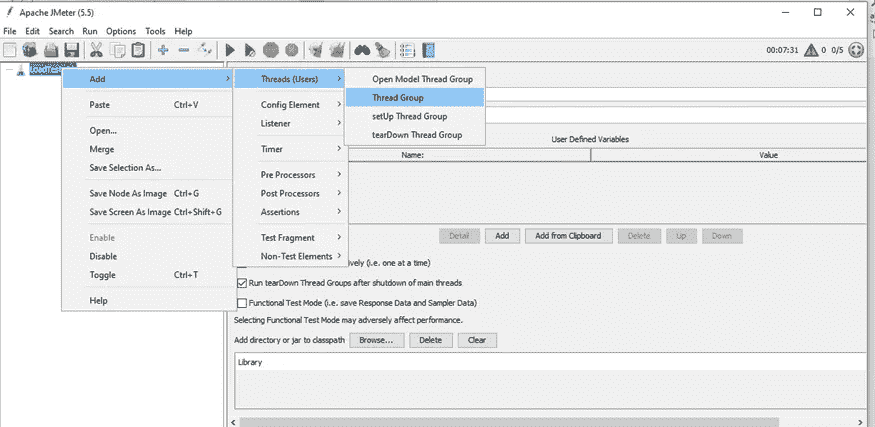 Apache JMeter (5.5)
File Edit Search Run Options Tools Help
00:07:31 0 0/5
Add
Paste Ctrl+V
Open...
Merge
Save Selection As...
Save Node As Image Ctrl+G
Save Screen As Image Ctrl+Shift+G
Enable
Disable
Toggle Ctrl+T
Help
Threads (Users)
Config Element
Listener
Timer
Pre Processors
Post Processors
Assertions
Test Fragment
Non-Test Elements
Open Model Thread Group
Thread Group
setUp Thread Group
tearDown Thread Group
User Defined Variables
Name: Value
Detail Add Add from Clipboard Delete Up Down
(i.e. one at a time)
Run tearDown Thread Groups after shutdown of main threads
Functional Test Mode (i.e. save Response Data and Sampler Data)
Selecting Functional Test Mode may adversely affect performance.
Add directory or jar to classpath Browse... Delete Clear
Library